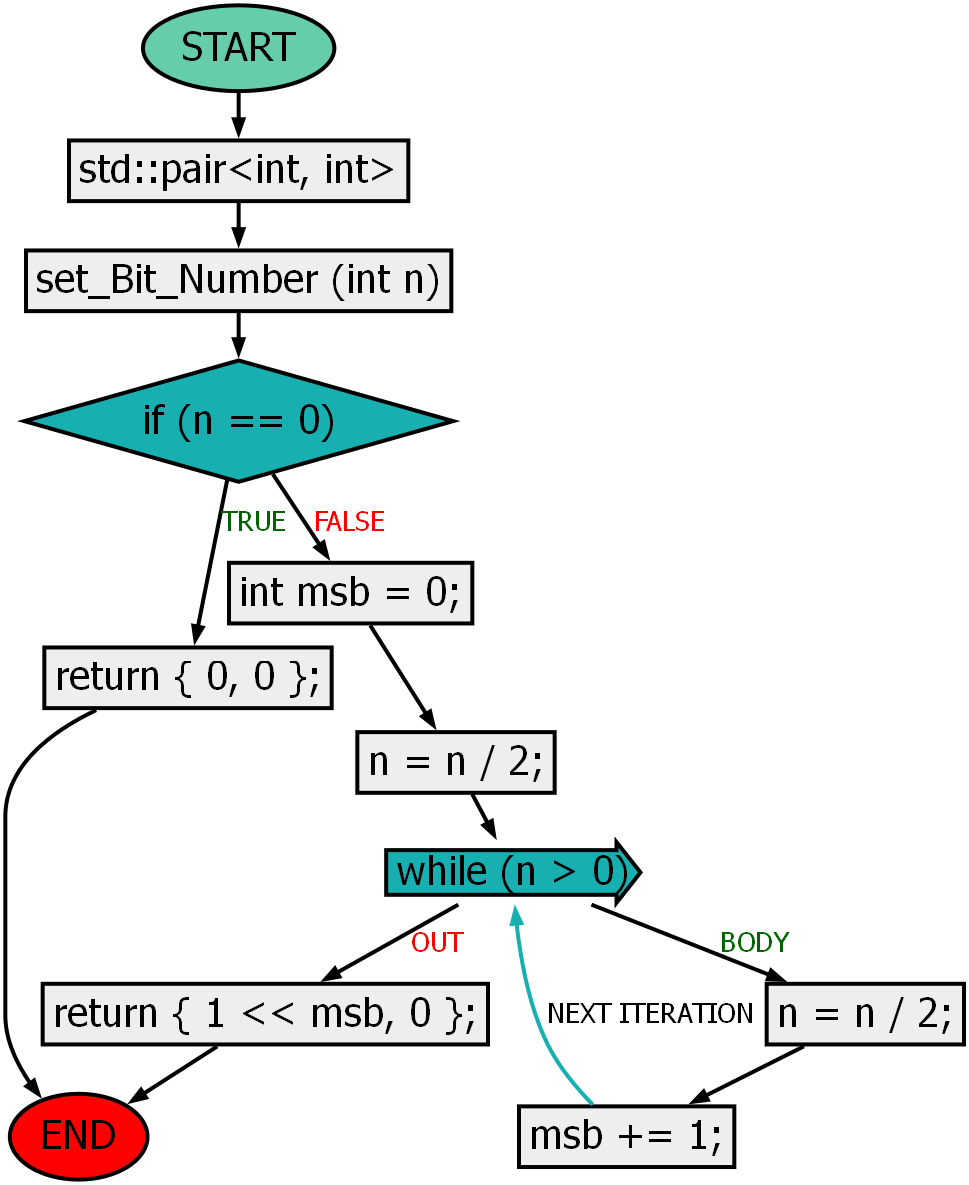 START
std::pair<int, int>
set_Bit_Number (int n)
if (n == 0)
TRUE
FALSE
int msb = 0;
return { 0, 0 };
n = n / 2;
while (n > 0)
OUT
BODY
return { 1 << msb, 0 };
NEXT ITERATION
n = n / 2;
END
msb += 1;